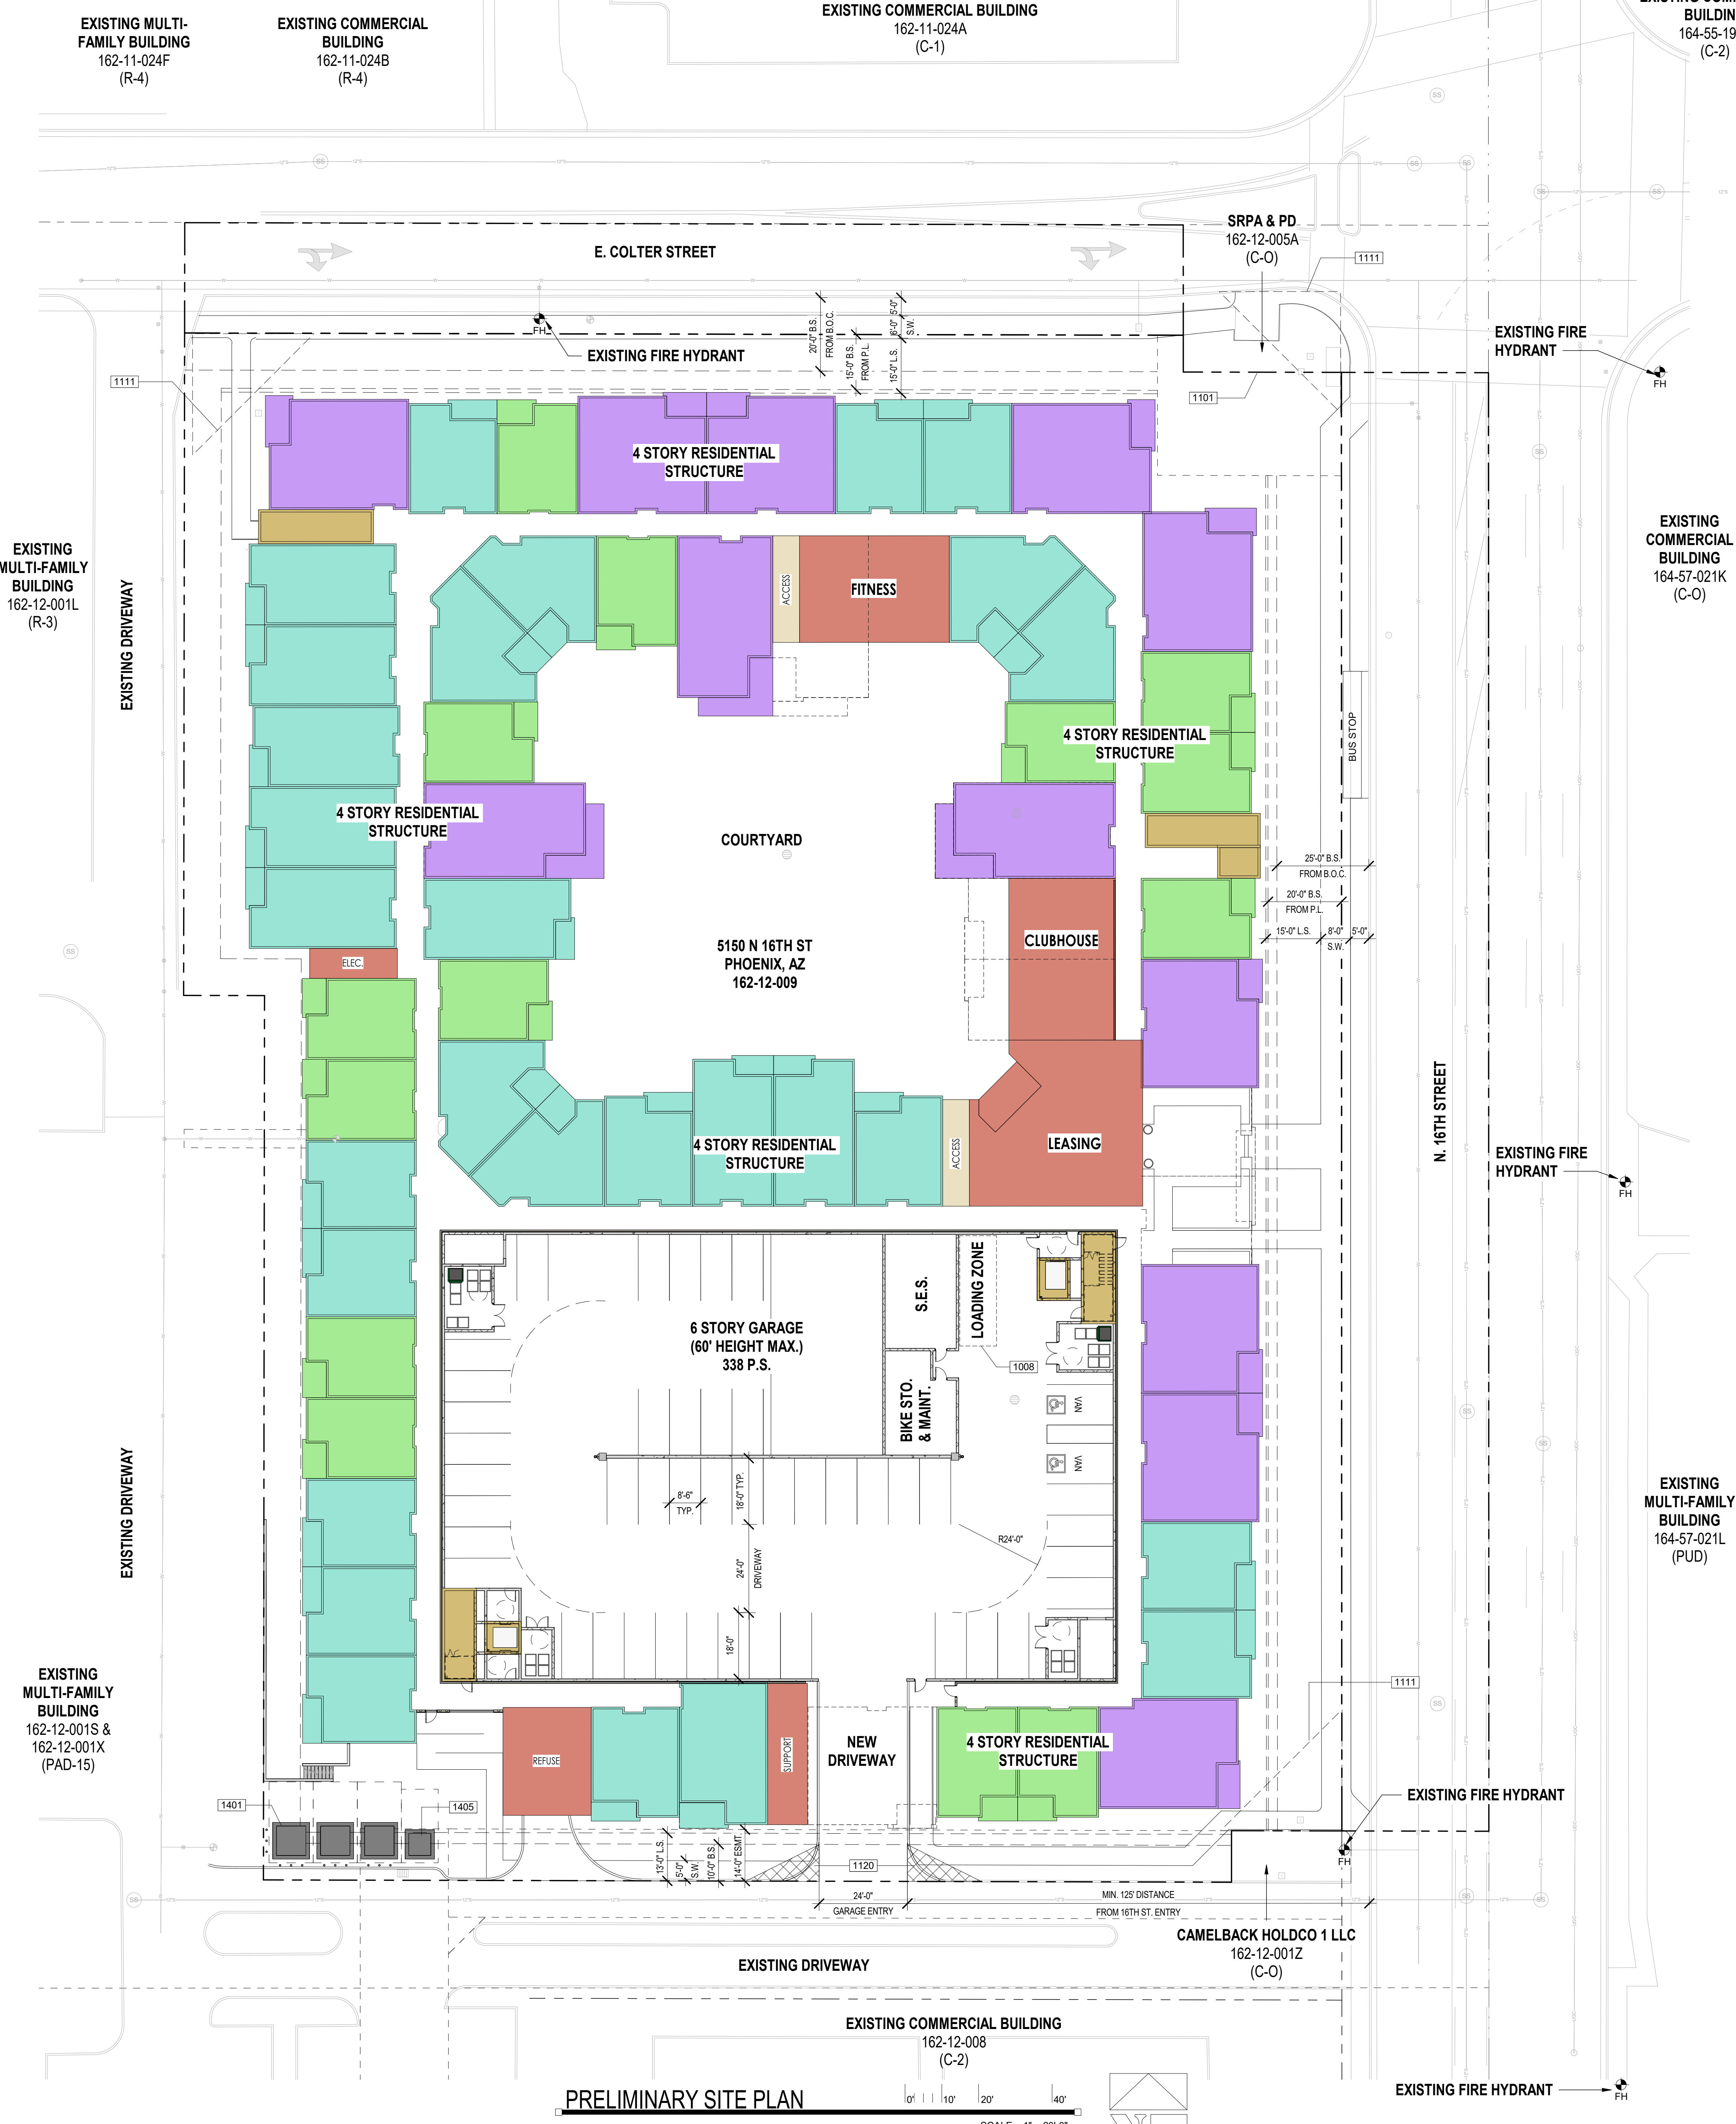 EXISTING MULTI-
FAMILY BUILDING
162-11-024F
(R-4)
EXISTING COMMERCIAL
BUILDING
162-11-024B
(R-4)
EXISTING COMMERCIAL BUILDING
162-11-024A
(C-1)
BUILDIN
164-55-19
(C-2)
E. COLTER STREET
SRPA & PD
162-12-005A
(C-O)
1111
FH
EXISTING FIRE HYDRANT
20'-0" B.S.
FROM B.O.C.
15'-0" B.S.
FROM P.L.
5'-0"
6'-0"
S.W.
15'-0" L.S.
EXISTING FIRE
HYDRANT
FH
1111
1101
4 STORY RESIDENTIAL
STRUCTURE
EXISTING
MULTI-FAMILY
BUILDING
162-12-001L
(R-3)
EXISTING DRIVEWAY
ACCESS
FITNESS
EXISTING
COMMERCIAL
BUILDING
164-57-021K
(C-O)
4 STORY RESIDENTIAL
STRUCTURE
BUS STOP
4 STORY RESIDENTIAL
STRUCTURE
COURTYARD
25'-0" B.S.
FROM B.O.C.
20'-0" B.S.
FROM P.L.
15'-0" L.S.
8'-0"
S.W.
5'-0"
5150 N 16TH ST
PHOENIX, AZ
162-12-009
CLUBHOUSE
ELEC.
N. 16TH STREET
4 STORY RESIDENTIAL
STRUCTURE
ACCESS
LEASING
EXISTING FIRE
HYDRANT
FH
6 STORY GARAGE
(60' HEIGHT MAX.)
338 P.S.
S.E.S.
LOADING ZONE
1008
BIKE STO.
& MAINT.
VAN
VAN
8'-6"
TYP.
18'-0" TYP.
24'-0"
DRIVEWAY
R24'-0"
18'-0"
EXISTING DRIVEWAY
EXISTING
MULTI-FAMILY
BUILDING
164-57-021L
(PUD)
EXISTING
MULTI-FAMILY
BUILDING
162-12-001S &
162-12-001X
(PAD-15)
1111
REFUSE
SUPPORT
NEW
DRIVEWAY
4 STORY RESIDENTIAL
STRUCTURE
1401
1405
EXISTING FIRE HYDRANT
FH
13'-0" L.S.
5'-0"
S.W.
10'-0" B.S.
14'-0" ESMT.
1120
24'-0"
GARAGE ENTRY
MIN. 125' DISTANCE
FROM 16TH ST. ENTRY
CAMELBACK HOLDCO 1 LLC
162-12-001Z
(C-O)
EXISTING DRIVEWAY
EXISTING COMMERCIAL BUILDING
162-12-008
(C-2)
PRELIMINARY SITE PLAN
0' 10' 20' 40'
EXISTING FIRE HYDRANT
FH